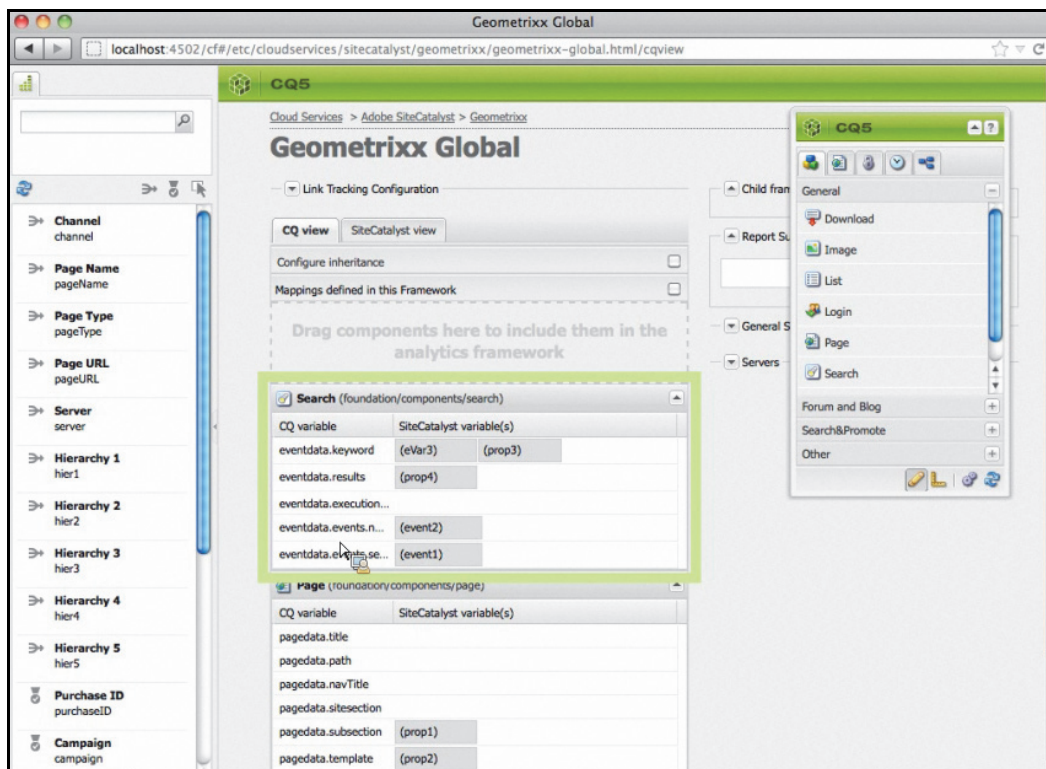 Geometrixx Global
localhost:4502/cf#/etc/cloudservices/sitecatalyst/geometrixx/geometrixx-global.html/cqview
CQ5
Cloud Services > Adobe SiteCatalyst > Geometrixx
Geometrixx Global
Link Tracking Configuration
CQ view SiteCatalyst view
Configure inheritance
Mappings defined in this Framework
Drag components here to include them in the
analytics framework
Search (foundation/components/search)
CQ variable SiteCatalyst variable(s)
eventdata.keyword (eVar3) (prop3)
eventdata.results (prop4)
eventdata.execution...
eventdata.events.n... (event2)
eventdata.events.se... (event1)
Page (foundation/components/page)
CQ variable SiteCatalyst variable(s)
pagedata.title
pagedata.path
pagedata.navTitle
pagedata.sitesection
pagedata.subsection (prop1)
pagedata.template (prop2)
Channel
channel
Page Name
pageName
Page Type
pageType
Page URL
pageURL
Server
server
Hierarchy 1
hier1
Hierarchy 2
hier2
Hierarchy 3
hier3
Hierarchy 4
hier4
Hierarchy 5
hier5
Purchase ID
purchaseID
Campaign
campaign
Child fran
Report Su
General S
Servers
CQ5
General
Download
Image
List
Login
Page
Search
Forum and Blog
Search&Promote
Other